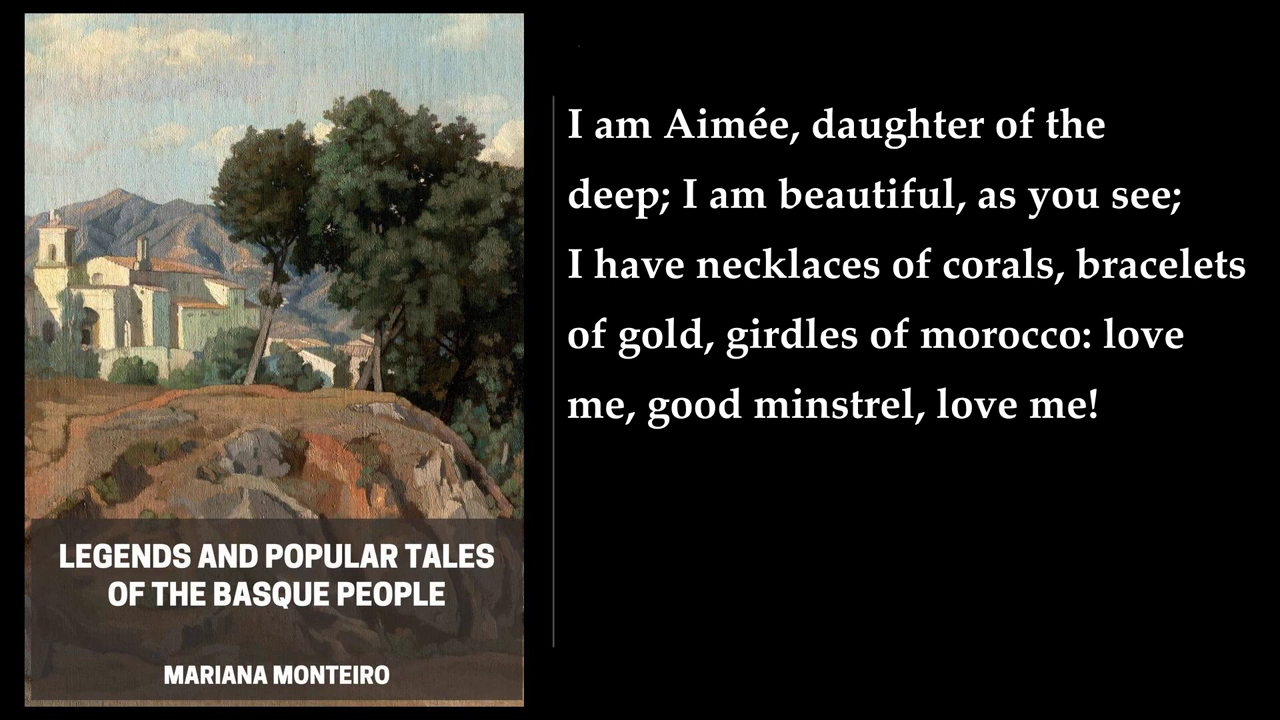 I am Aimée, daughter of the
deep; I am beautiful, as you see;
I have necklaces of corals, bracelets
of gold, girdles of morocco: love
me, good minstrel, love me!
LEGENDS AND POPULAR TALES
OF THE BASQUE PEOPLE
MARIANA MONTEIRO